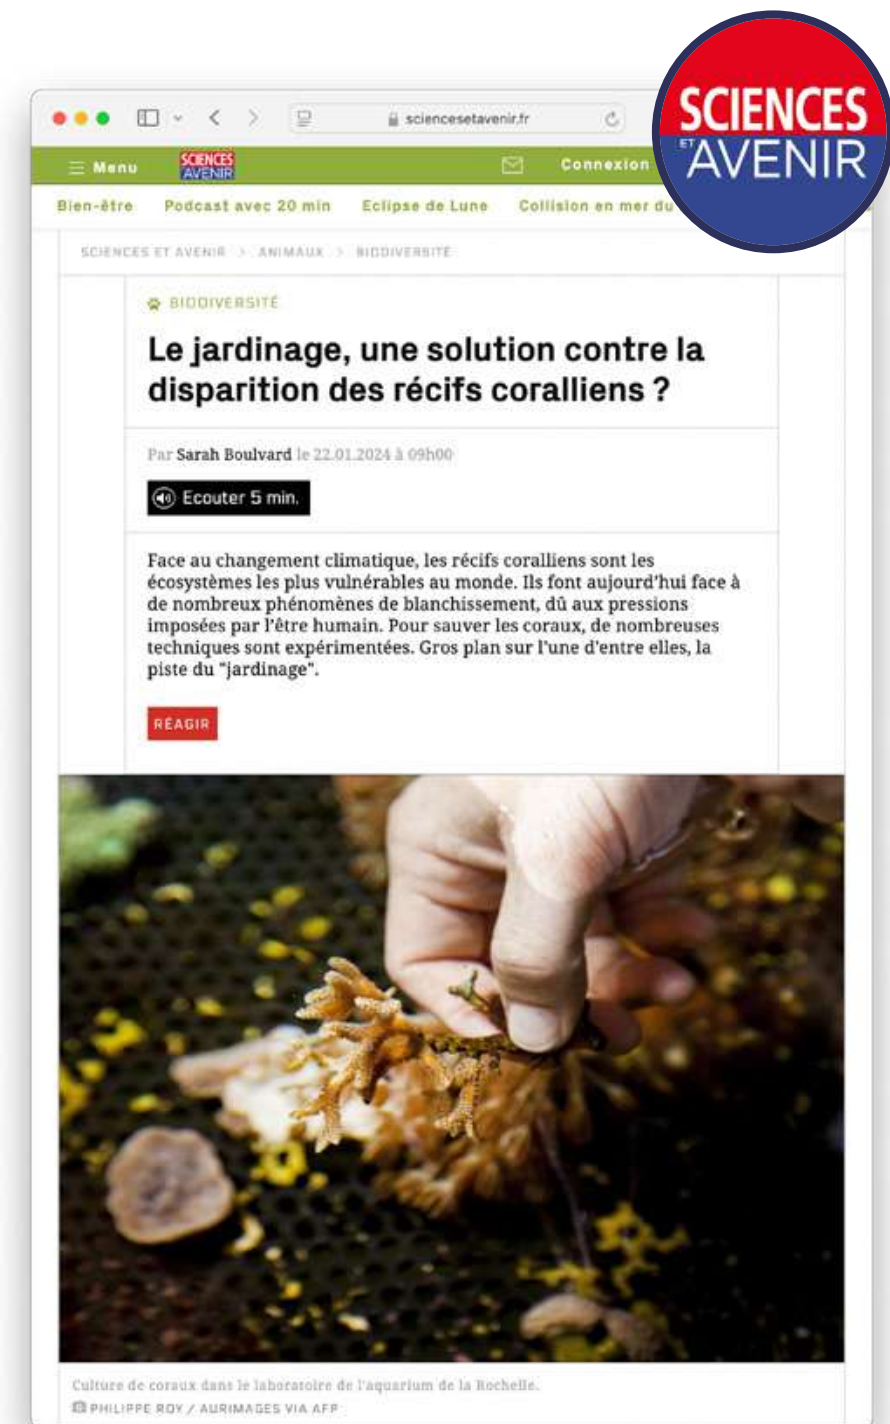 SCIENCES
ET AVENIR
sciencesetavenir.fr
Menu
SCIENCES
AVENIR
Connexion
Bien-être Podcast avec 20 min Eclipse de Lune Collision en mer du
SCIENCES ET AVENIR > ANIMAUX > BIODIVERSITÉ
BIODIVERSITÉ
Le jardinage, une solution contre la
disparition des récifs coralliens ?
Par Sarah Boulvard le 22.01.2024 à 09h00
Ecouter 5 min.
Face au changement climatique, les récifs coralliens sont les
écosystèmes les plus vulnérables au monde. Ils font aujourd'hui face à
de nombreux phénomènes de blanchissement, dû aux pressions
imposées par l'être humain. Pour sauver les coraux, de nombreuses
techniques sont expérimentées. Gros plan sur l'une d'entre elles, la
piste du "jardinage".
RÉAGIR
Culture de coraux dans le laboratoire de l'aquarium de la Rochelle.
PHILIPPE ROY / AURIMAGES VIA AFP